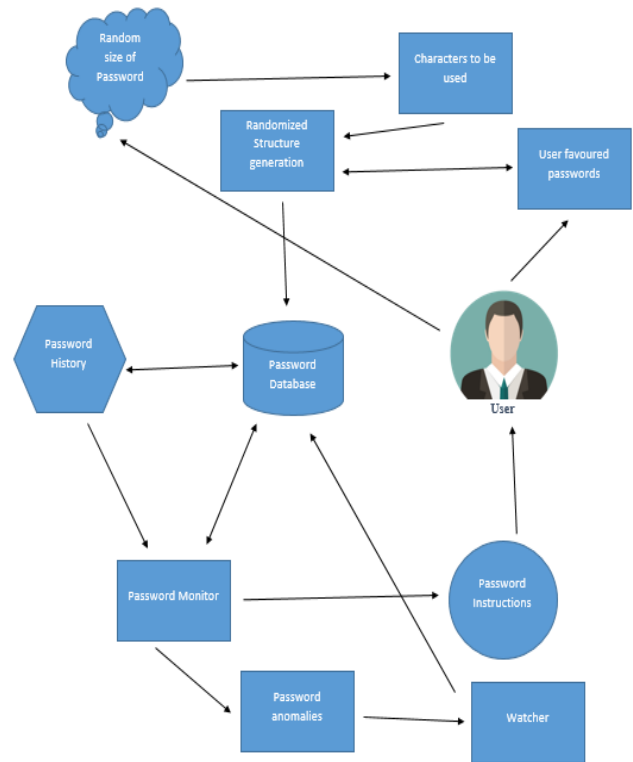 Random
size of
Password
Characters to be
used
Randomized
Structure
generation
User favoured
passwords
Password
History
Password
Database
User
Password Monitor
Password
Instructions
Password
anomalies
Watcher